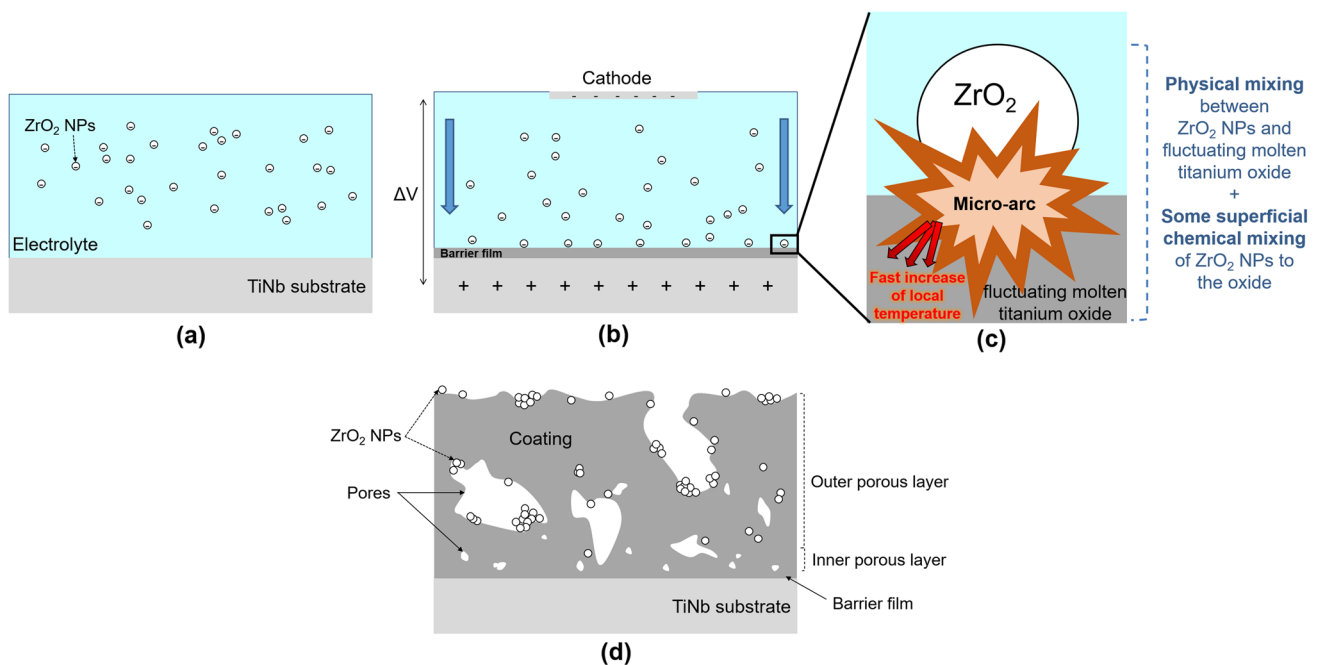 ZrO₂ NPs
Electrolyte
TiNb substrate
(a)
Cathode
- - - - - -
ΔV
Barrier film
+ + + + + + + + +
(b)
ZrO₂
Micro-arc
Fast increase
of local
temperature
fluctuating molten
titanium oxide
(c)
Physical mixing
between
ZrO₂ NPs and
fluctuating molten
titanium oxide
+
Some superficial
chemical mixing
of ZrO₂ NPs to
the oxide
ZrO₂ NPs
Pores
Coating
Outer porous layer
Inner porous layer
Barrier film
TiNb substrate
(d)